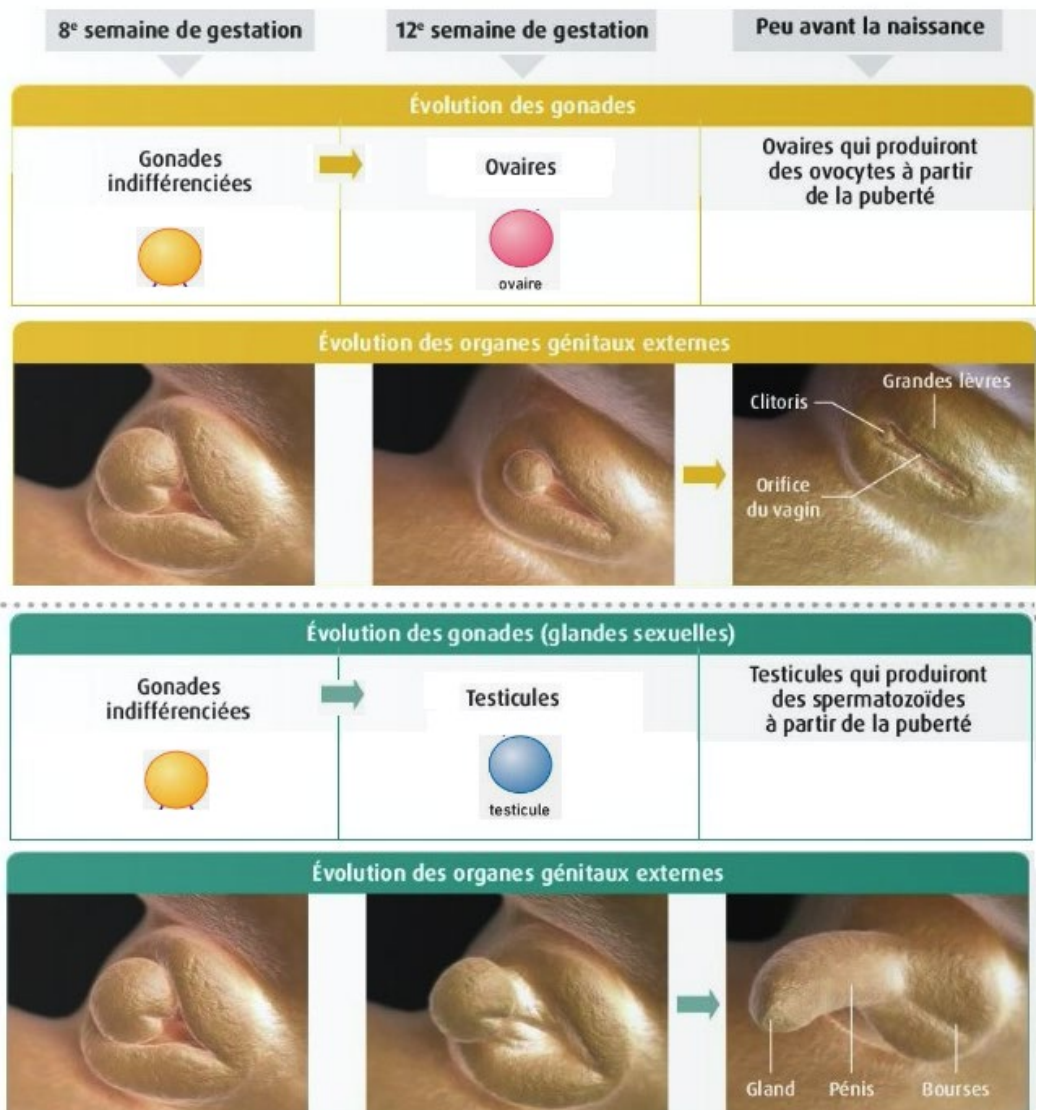 8e semaine de gestation
12e semaine de gestation
Peu avant la naissance
Évolution des gonades
Gonades
indifférenciées
Ovaires
ovaire
Ovaires qui produiront
des ovocytes à partir
de la puberté
Évolution des organes génitaux externes
Clitoris
Grandes lèvres
Orifice
du vagin
Évolution des gonades (glandes sexuelles)
Gonades
indifférenciées
Testicules
testicule
Testicules qui produiront
des spermatozoïdes
à partir de la puberté
Évolution des organes génitaux externes
Gland
Pénis
Bourses